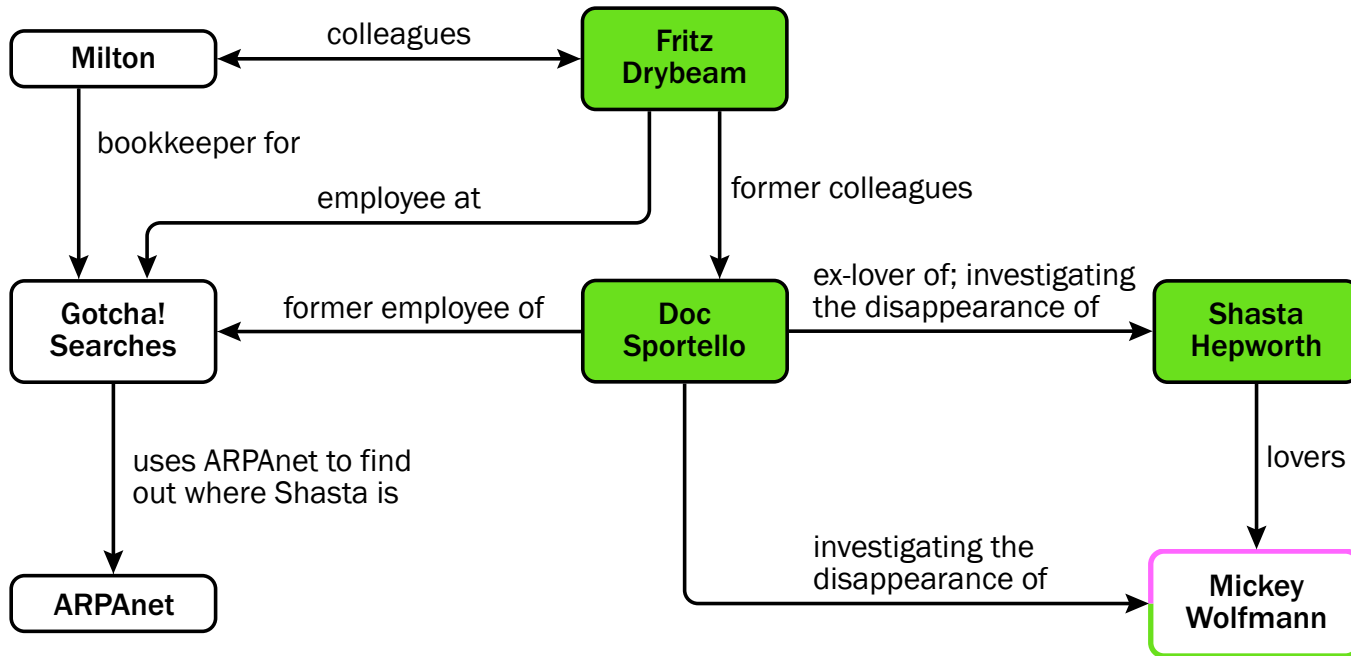 Milton
colleagues
Fritz
Drybeam
bookkeeper for
employee at
former colleagues
Gotcha!
Searches
former employee of
Doc
Sportello
ex-lover of; investigating
the disappearance of
Shasta
Hepworth
uses ARPAnet to find
out where Shasta is
lovers
investigating the
disappearance of
ARPAnet
Mickey
Wolfmann